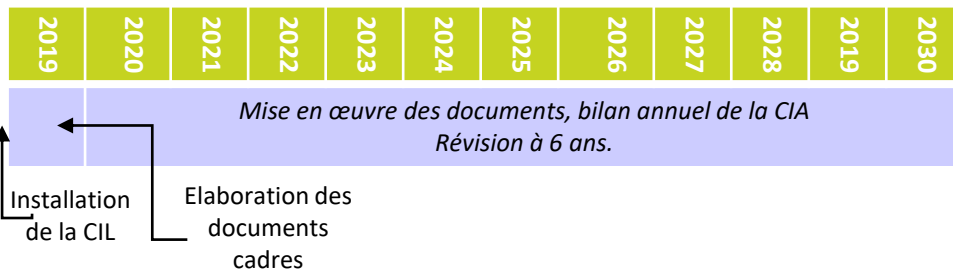 2019
2020
2021
2022
2023
2024
2025
2026
2027
2028
2019
2030
Mise en œuvre des documents, bilan annuel de la CIA
Révision à 6 ans.
Installation
de la CIL
Elaboration des
documents
cadres